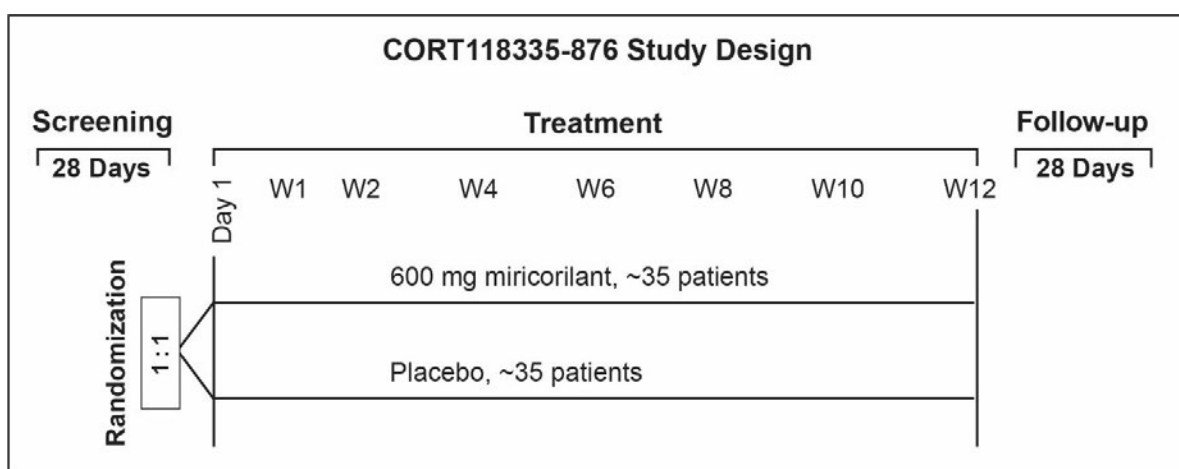 CORT118335-876 Study Design
Screening
Treatment
Follow-up
28 Days
28 Days
Day 1
W1
W2
W4
W6
W8
W10
W12
Randomization
1 : 1
600 mg miricorilant, ~35 patients
Placebo, ~35 patients